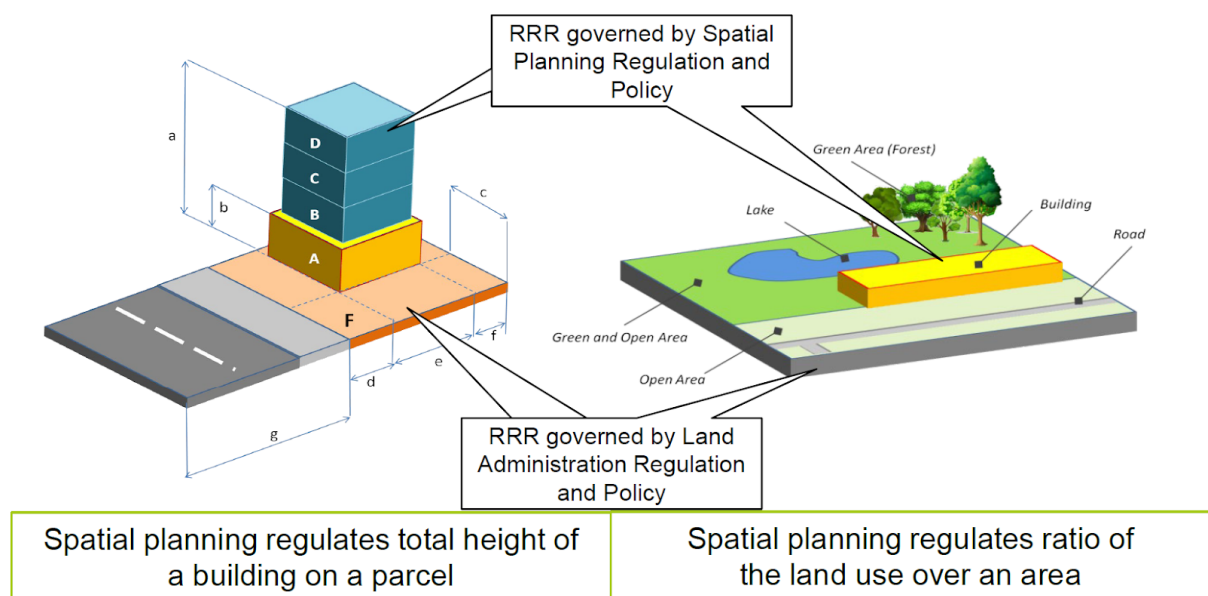 RRR governed by Spatial
Planning Regulation and
Policy
a
b
c
D
C
B
A
F
d
e
f
g
Green Area (Forest)
Lake
Building
Road
Green and Open Area
Open Area
RRR governed by Land
Administration Regulation
and Policy
Spatial planning regulates total height of
a building on a parcel
Spatial planning regulates ratio of
the land use over an area